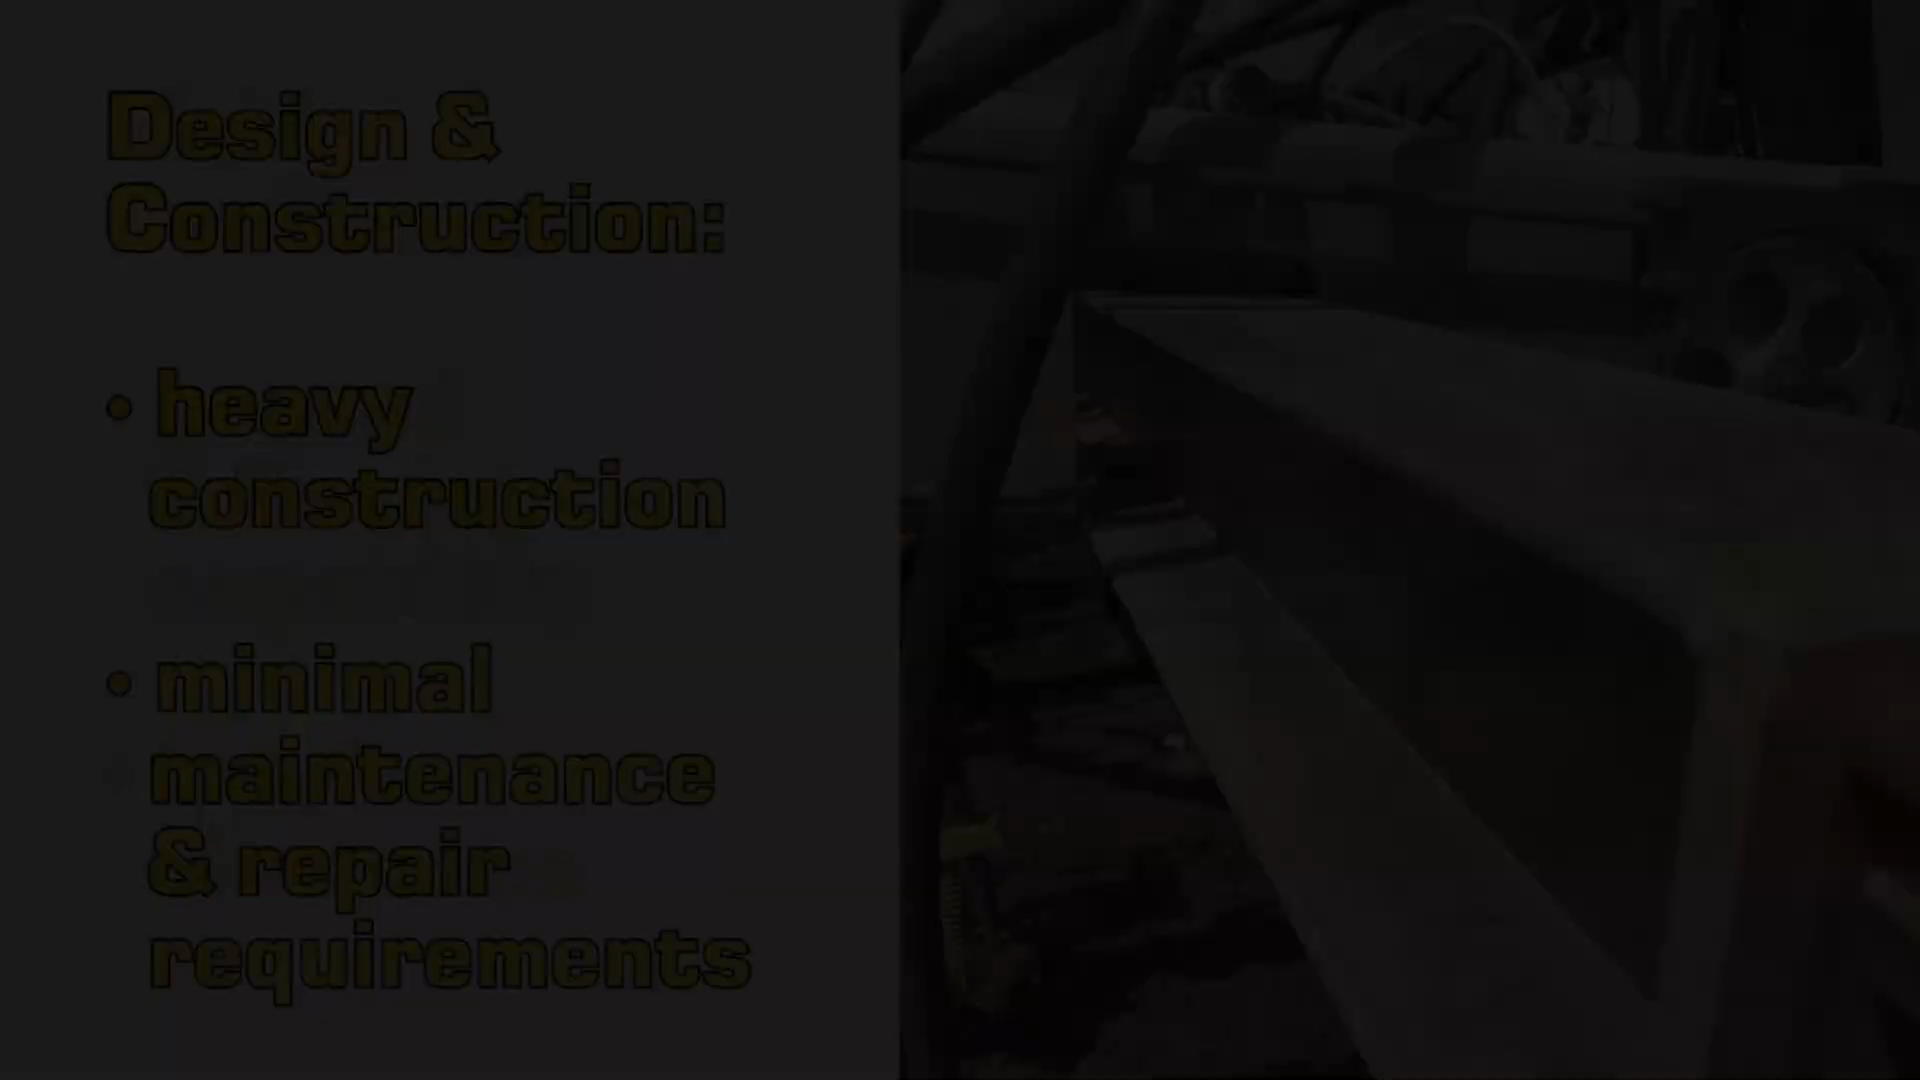 Design &
Construction:
• heavy
construction
• minimal
maintenance
& repair
requirements